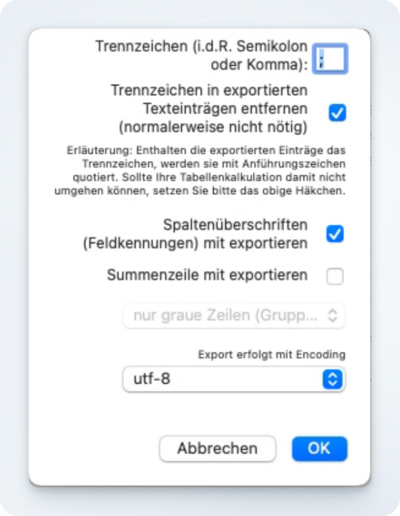 Trennzeichen (i.d.R. Semikolon
oder Komma): ;
Trennzeichen in exportierten
Texteinträgen entfernen
(normalerweise nicht nötig)
Erläuterung: Enthalten die exportierten Einträge das
Trennzeichen, werden sie mit Anführungszeichen
quotiert. Sollte Ihre Tabellenkalkulation damit nicht
umgehen können, setzen Sie bitte das obige Häkchen.
Spaltenüberschriften
(Feldkennungen) mit exportieren
Summenzeile mit exportieren
nur graue Zeilen (Grupp...
Export erfolgt mit Encoding
utf-8
Abbrechen
OK